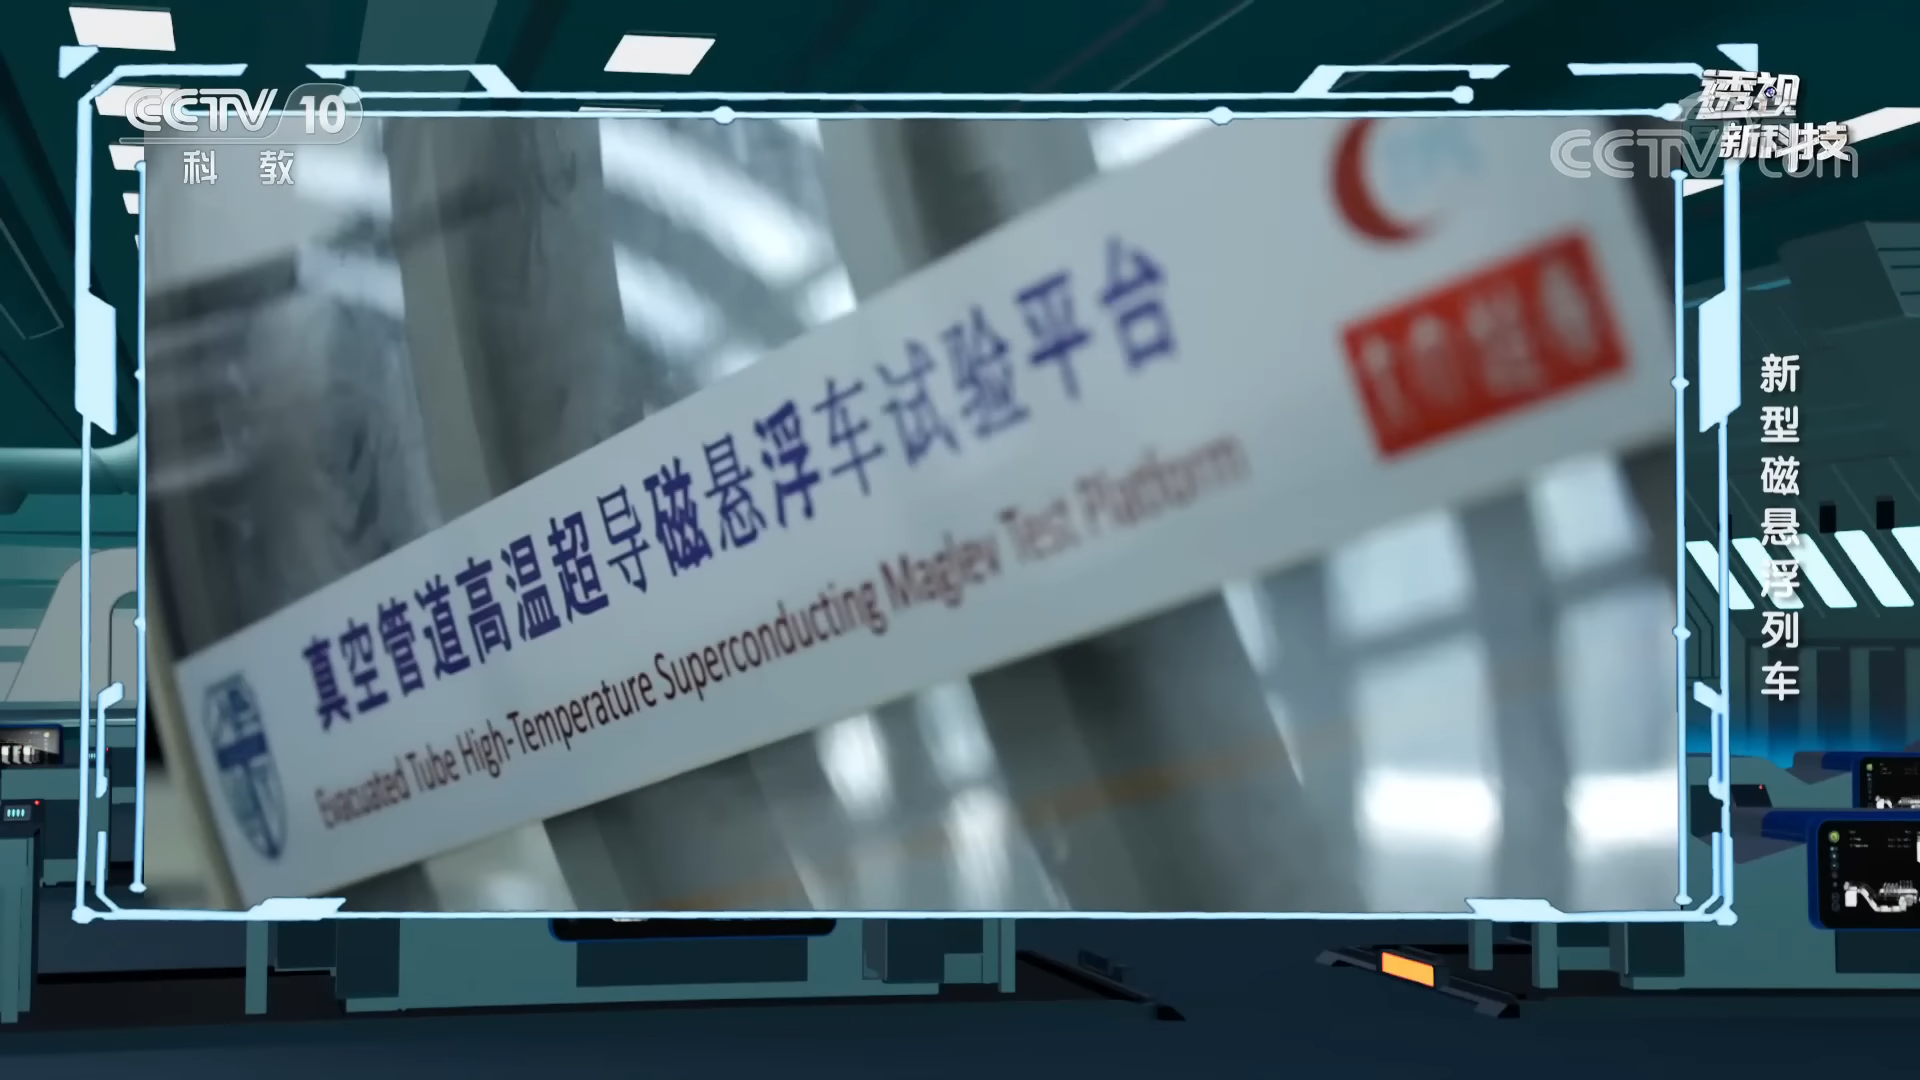 CCTV 10
科 教
透视
新科技
CCTV.com
真空管道高温超导磁悬浮车试验平台
Evacuated Tube High-Temperature Superconducting Maglev Test Platform
新型磁悬浮列车